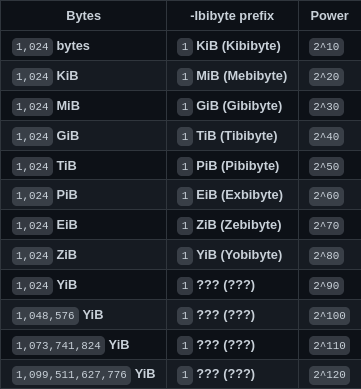 Bytes -Ibibyte prefix Power
1,024 bytes 1 KiB (Kibibyte) 2^10
1,024 KiB 1 MiB (Mebibyte) 2^20
1,024 MiB 1 GiB (Gibibyte) 2^30
1,024 GiB 1 TiB (Tibibyte) 2^40
1,024 TiB 1 PiB (Pibibyte) 2^50
1,024 PiB 1 EiB (Exbibyte) 2^60
1,024 EiB 1 ZiB (Zebibyte) 2^70
1,024 ZiB 1 YiB (Yobibyte) 2^80
1,024 YiB 1 ??? (???) 2^90
1,048,576 YiB 1 ??? (???) 2^100
1,073,741,824 YiB 1 ??? (???) 2^110
1,099,511,627,776 YiB 1 ??? (???) 2^120